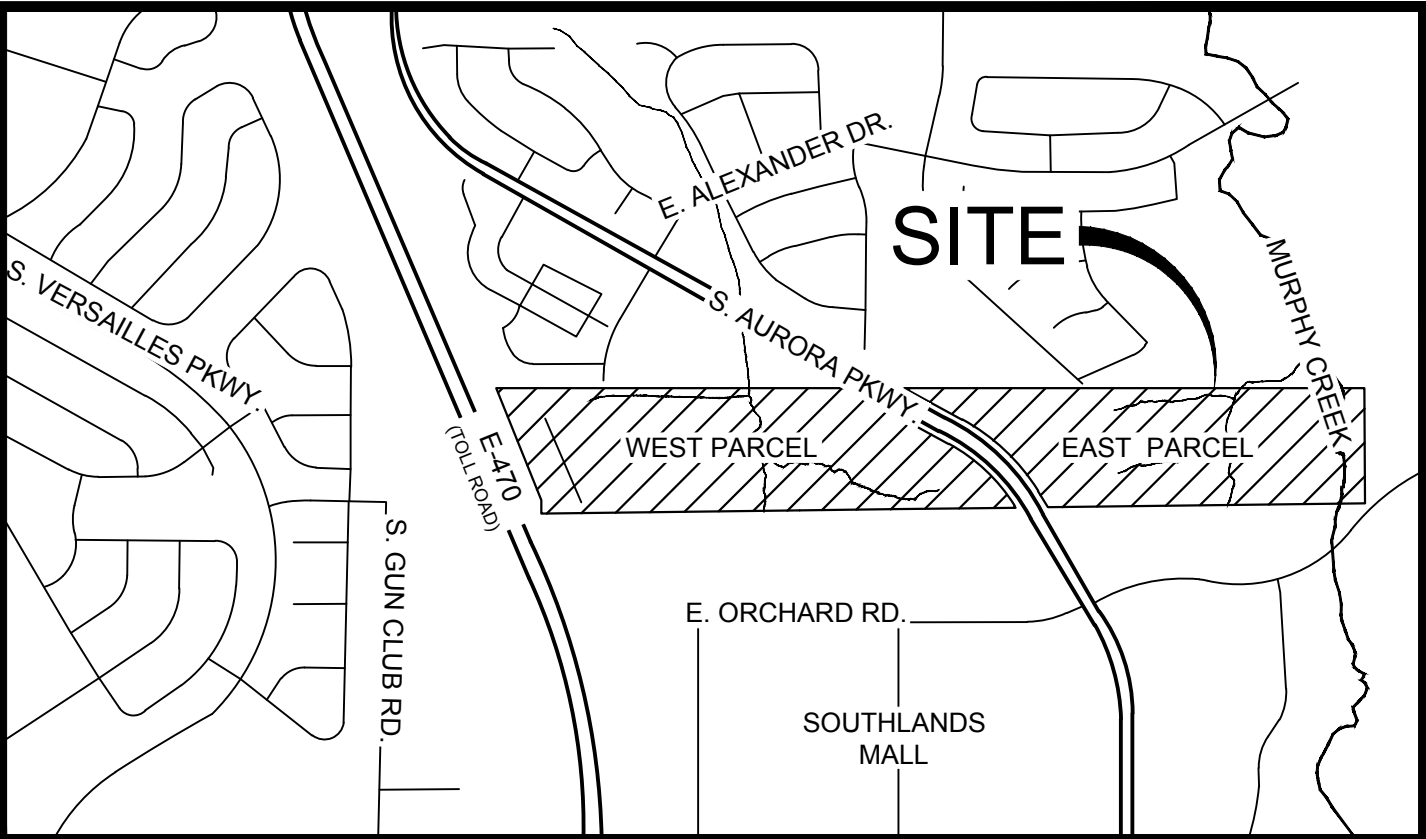 E. ALEXANDER DR.
SITE
S. VERSAILLES PKWY.
S. AURORA PKWY.
MURPHY CREEK
E-470
(TOLL ROAD)
WEST PARCEL
EAST PARCEL
S. GUN CLUB RD.
E. ORCHARD RD.
SOUTHLANDS
MALL